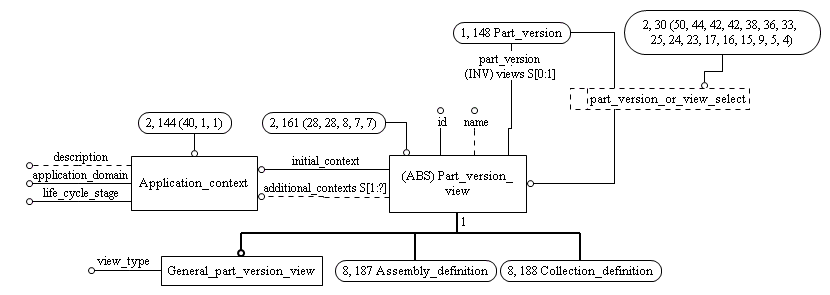 2, 30 (50, 44, 42, 42, 38, 36, 33,
25, 24, 23, 17, 16, 15, 9, 5, 4)
1, 148 Part_version
part_version
(INV) views S[0:1]
part_version_or_view_select
2, 144 (40, 1, 1)
2, 161 (28, 28, 8, 7, 7)
id
name
description
application_domain
life_cycle_stage
Application_context
initial_context
additional_contexts S[1:?]
(ABS) Part_version_
view
1
view_type
General_part_version_view
8, 187 Assembly_definition
8, 188 Collection_definition